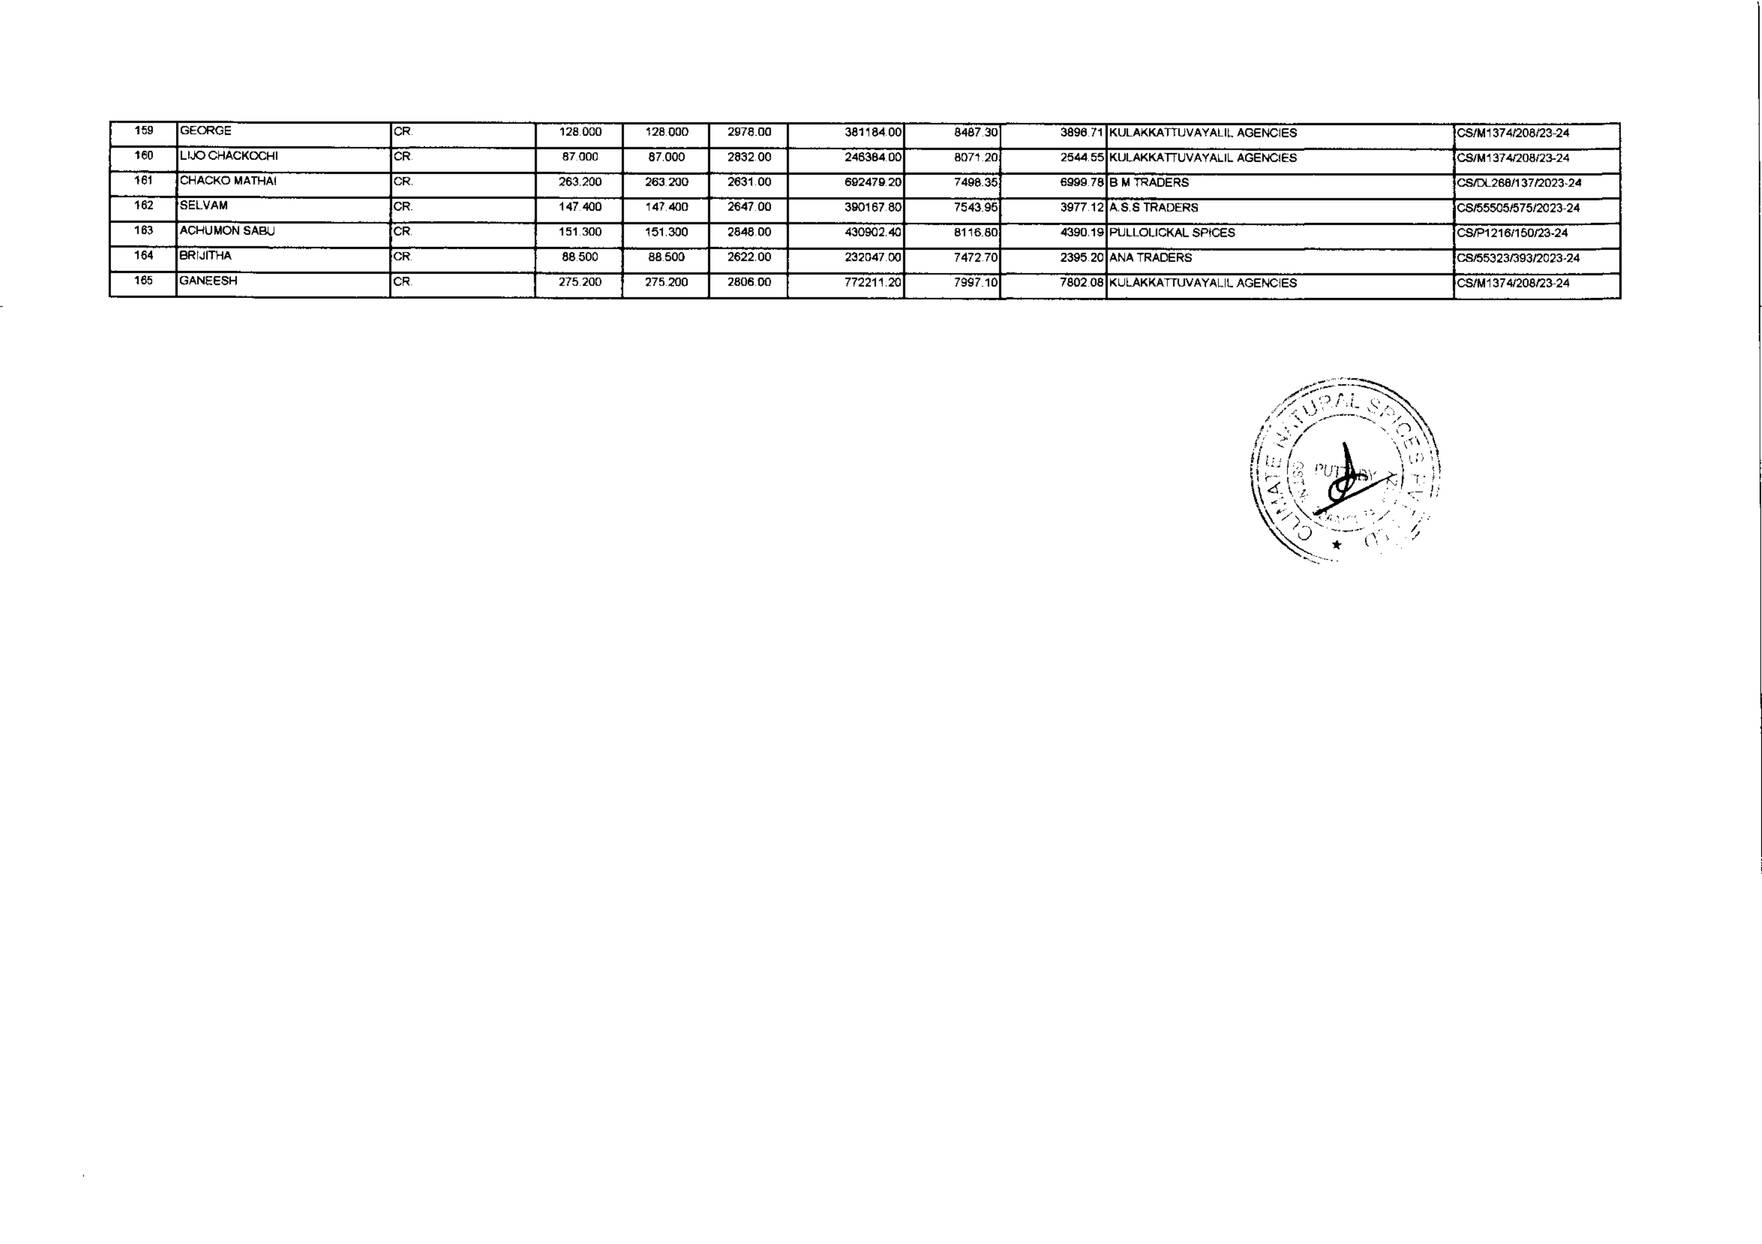 159 GEORGE CR. 128.000 128.000 2978.00 381184.00 8487.30 3896.71 KULAKKATTUVAYALIL AGENCIES CS/M1374/208/23-24
160 LIJO CHACKOCHI CR. 87.000 87.000 2832.00 246384.00 8071.20 2544.55 KULAKKATTUVAYALIL AGENCIES CS/M1374/208/23-24
161 CHACKO MATHAI CR. 263.200 263.200 2631.00 692479.20 7498.35 6999.78 B M TRADERS CS/DL268/137/2023-24
162 SELVAM CR. 147.400 147.400 2647.00 390167.80 7543.95 3977.12 A.S.S TRADERS CS/55505/575/2023-24
163 ACHUMON SABU CR. 151.300 151.300 2848.00 430902.40 8116.80 4390.19 PULLOLICKAL SPICES CS/P1216/150/23-24
164 BRIJITHA CR. 88.500 88.500 2622.00 232047.00 7472.70 2395.20 ANA TRADERS CS/55323/393/2023-24
165 GANEESH CR. 275.200 275.200 2806.00 772211.20 7997.10 7802.08 KULAKKATTUVAYALIL AGENCIES CS/M1374/208/23-24
CLIMATE NATURAL SPICES